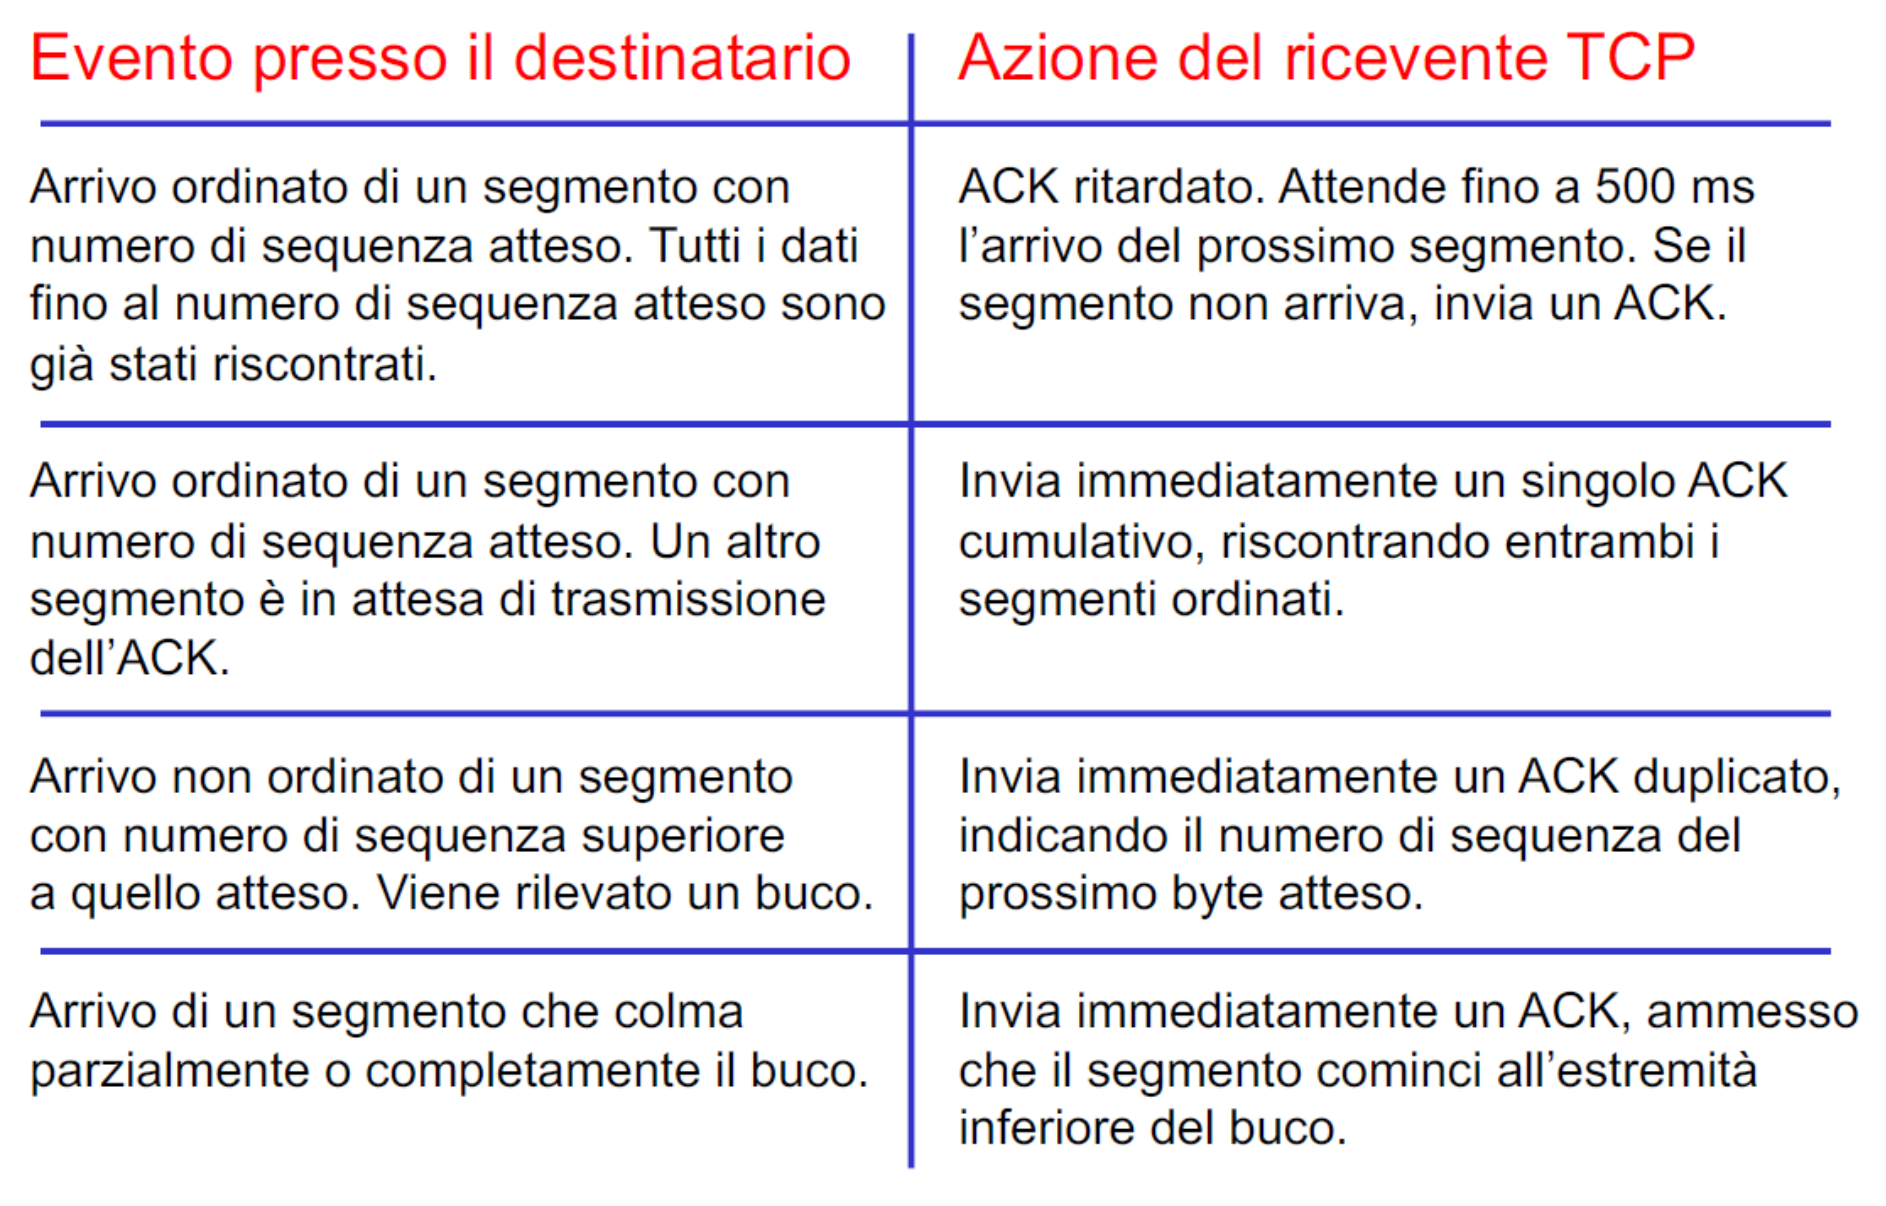 Evento presso il destinatario
Azione del ricevente TCP
Arrivo ordinato di un segmento con
numero di sequenza atteso. Tutti i dati
fino al numero di sequenza atteso sono
già stati riscontrati.
ACK ritardato. Attende fino a 500 ms
l’arrivo del prossimo segmento. Se il
segmento non arriva, invia un ACK.
Arrivo ordinato di un segmento con
numero di sequenza atteso. Un altro
segmento è in attesa di trasmissione
dell’ACK.
Invia immediatamente un singolo ACK
cumulativo, riscontrando entrambi i
segmenti ordinati.
Arrivo non ordinato di un segmento
con numero di sequenza superiore
a quello atteso. Viene rilevato un buco.
Invia immediatamente un ACK duplicato,
indicando il numero di sequenza del
prossimo byte atteso.
Arrivo di un segmento che colma
parzialmente o completamente il buco.
Invia immediatamente un ACK, ammesso
che il segmento cominci all’estremità
inferiore del buco.